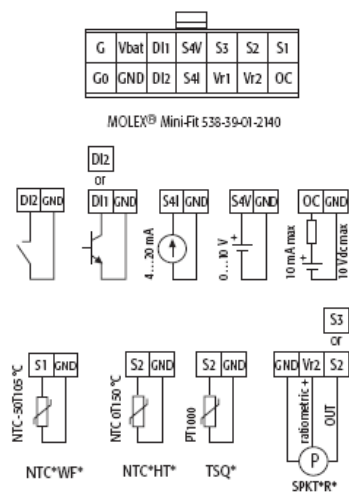 G Vbat DI1 S4V S3 S2 S1
G0 GND DI2 S4I Vr1 Vr2 OC
MOLEX® Mini-Fit 538-39-01-2140
DI2
or
DI2 GND DI1 GND S4I GND S4V GND OC GND
4...20 mA
0...10 V
10 mA max
10 Vdc max
S3
or
S1 GND S2 GND S2 GND GND Vr2 S2
NTC-50T105 °C
NTC 0T150 °C
PT1000
ratiometric +
OUT
P
NTC*WF* NTC*HT* TSQ* SPKT*R*